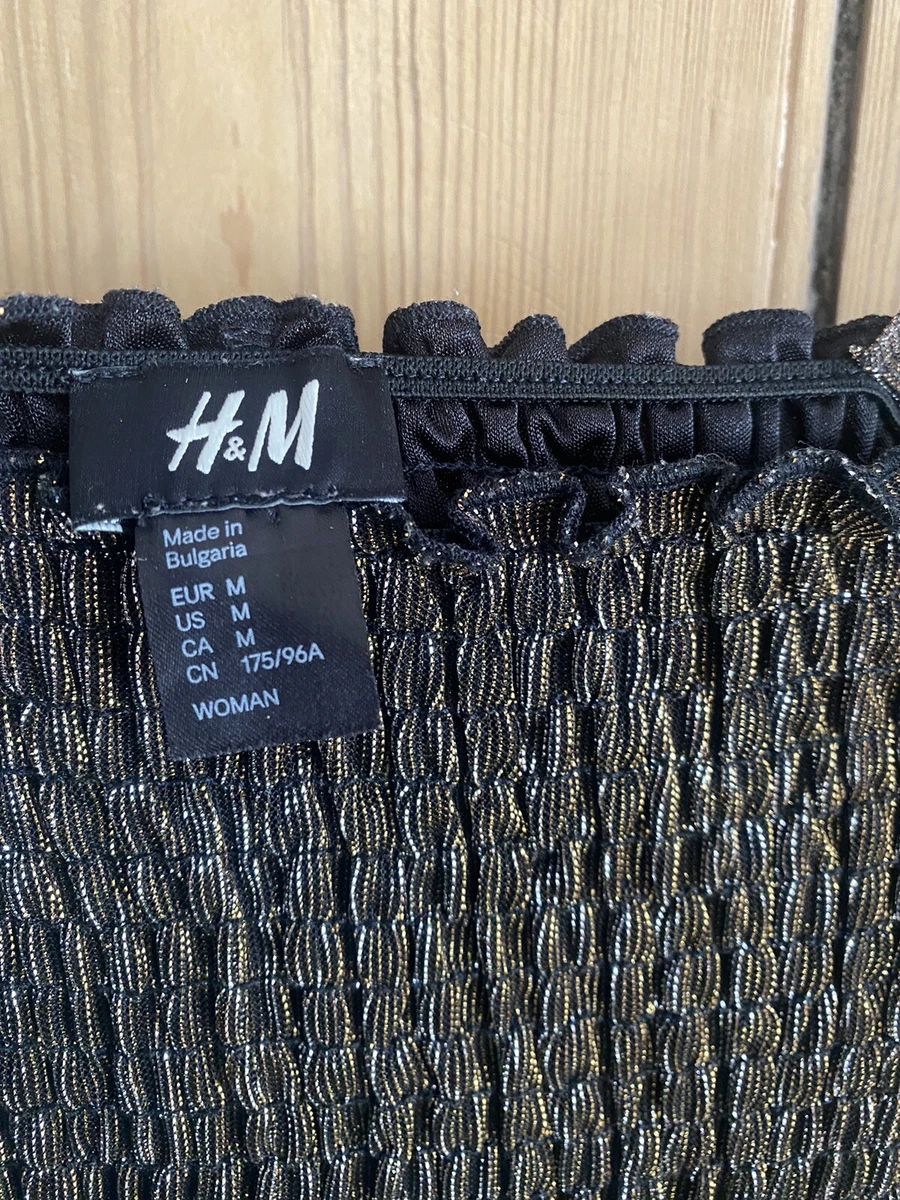 H&M
Made in
Bulgaria
EUR M
US M
CA M
CN 175/96A
WOMAN